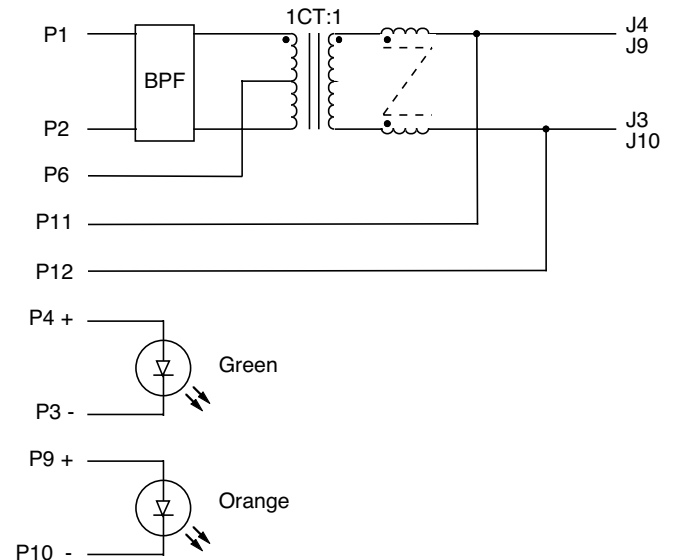 1CT:1
P1
J4
J9
BPF
P2
J3
J10
P6
P11
P12
P4 +
Green
P3 -
P9 +
Orange
P10 -